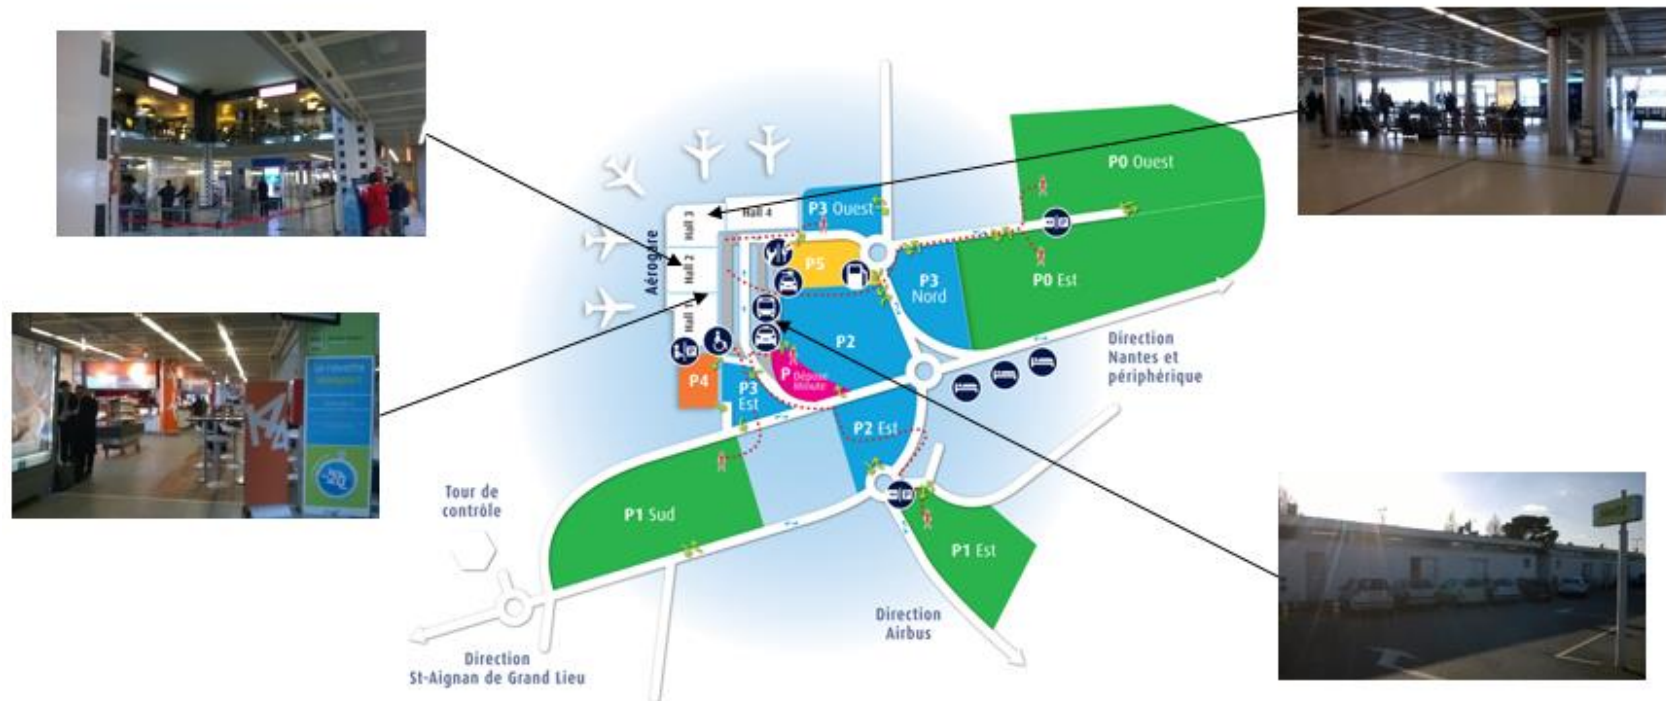 P0 Ouest
Hall 3
Hall 4
P3 Ouest
Aérogare
Hall 2
P5
P3
Nord
P0 Est
Hall 1
P2
Direction
Nantes et
périphérique
P4
P3
Est
P Dépose
Minute
P2 Est
Tour de
contrôle
P1 Sud
P1 Est
Direction
Airbus
Direction
St-Aignan de Grand Lieu